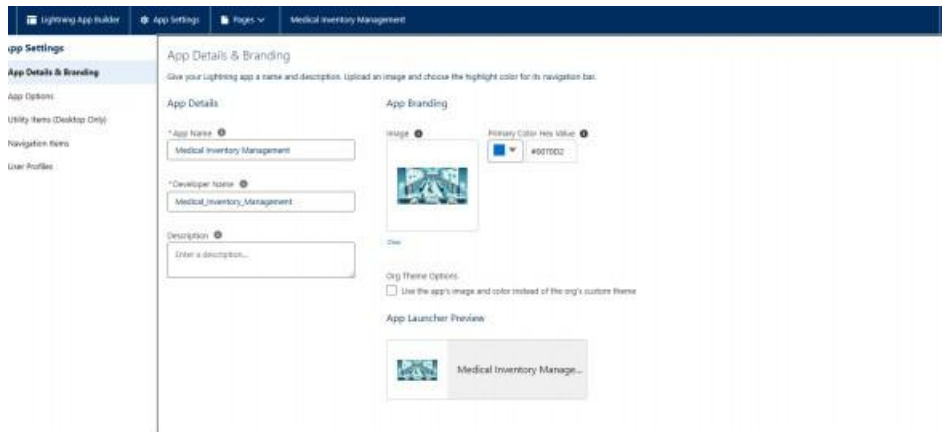 Lightning App Builder App Settings Pages Medical Inventory Management
App Settings
App Details & Branding
App Options
Utility Items (Desktop Only)
Navigation Items
User Profiles
App Details & Branding
Give your Lightning app a name and description. Upload an image and choose the highlight color for its navigation bar.
App Details
*App Name
Medical Inventory Management
*Developer Name
Medical_Inventory_Management
Description
Enter a description...
App Branding
Image
Primary Color Hex Value
#0070D2
Clear
Org Theme Options
Use the app's image and color instead of the org's custom theme
App Launcher Preview
Medical Inventory Manage...